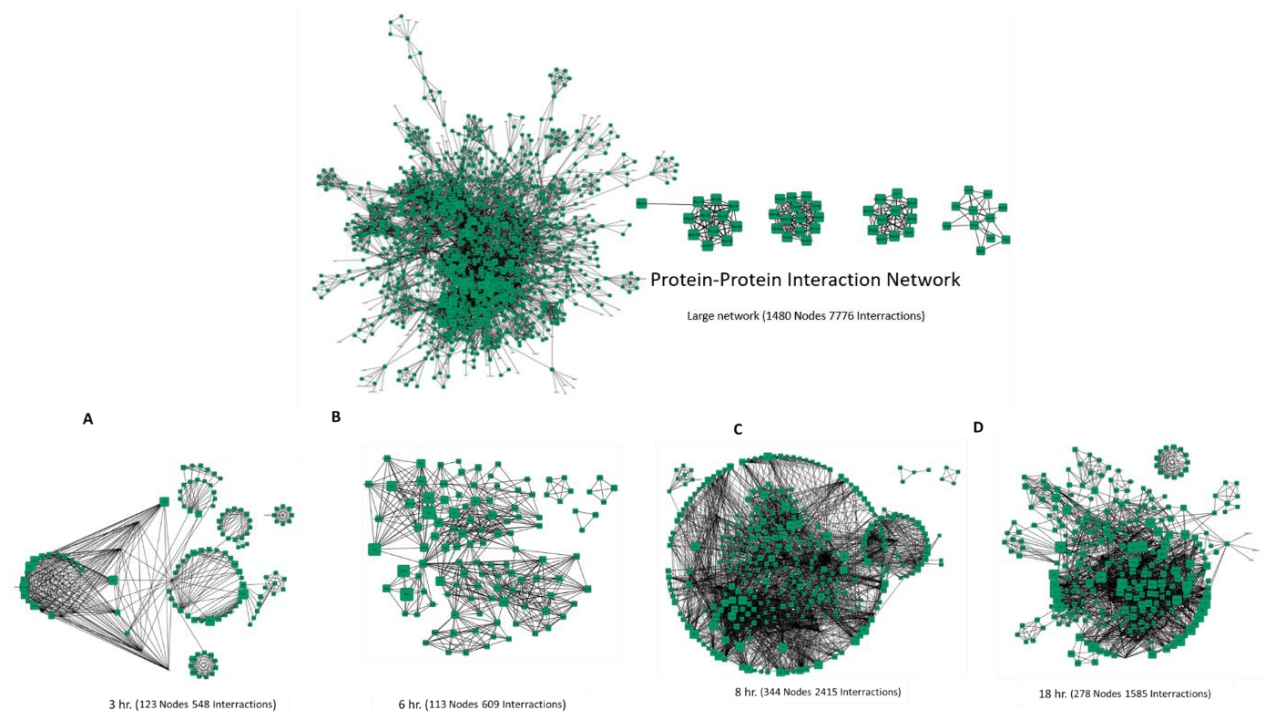 Protein-Protein Interaction Network
Large network (1480 Nodes 7776 Interractions)
A
B
C
D
3 hr. (123 Nodes 548 Interractions)
6 hr. (113 Nodes 609 Interractions)
8 hr. (344 Nodes 2415 Interractions)
18 hr. (278 Nodes 1585 Interractions)